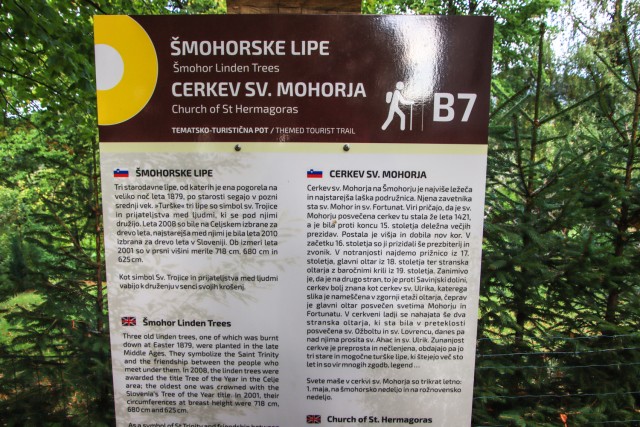 ŠMOHORSKE LIPE
Šmohor Linden Trees
CERKEV SV. MOHORJA
Church of St Hermagoras
B7
TEMATSKO-TURISTIČNA POT / THEMED TOURIST TRAIL
ŠMOHORSKE LIPE
Tri starodavne lipe, od katerih je ena pogorela na
veliko noč leta 1879, po starosti segajo v pozni
srednji vek. »Turške« tri lipe so simbol sv. Trojice
in prijateljstva med ljudmi, ki se pod njimi
družijo. Leta 2008 so bile na Celjskem izbrane za
drevo leta, najstarejša med njimi je bila leta 2010
izbrana za drevo leta v Sloveniji. Ob izmeri leta
2001 so v prsni višini merile 718 cm, 680 cm in
625 cm.
Kot simbol Sv. Trojice in prijateljstva med ljudmi
vabijo k druženju v senci svojih krošenj.
Šmohor Linden Trees
Three old linden trees, one of which was burnt
down at Easter 1879, were planted in the late
Middle Ages. They symbolize the Saint Trinity
and the friendship between the people who
meet under them. In 2008, the linden trees were
awarded the title Tree of the Year in the Celje
area; the oldest one was crowned with the
Slovenia's Tree of the Year title. In 2001, their
circumferences at breast height were 718 cm,
680 cm and 625 cm.
As a symbol of St Trinity and friendship
CERKEV SV. MOHORJA
Cerkev sv. Mohorja na Šmohorju je najviše ležeča
in najstarejša laška podružnica. Njena zavetnika
sta sv. Mohor in sv. Fortunat. Viri pričajo, da je sv.
Mohorju posvečena cerkev tu stala že leta 1421,
a je bila proti koncu 15. stoletja deležna večjih
prezidav. Postala je višja in dobila nov kor. V
začetku 16. stoletja so ji prizidali še prezbiterij in
zvonik. V notranjosti najdemo prižnico iz 17.
stoletja, glavni oltar iz 18. stoletja ter stranska
oltarja z baročnimi krili iz 19. stoletja. Zanimivo
je, da je na drugo stran, to je proti Savinjski dolini,
cerkev bolj znana kot cerkev sv. Ulrika, katerega
slika je nameščena v zgornji etaži oltarja, čeprav
je glavni oltar posvečen svetima Mohorju in
Fortunatu. V cerkveni ladji se nahajata še dva
stranska oltarja, ki sta bila v preteklosti
posvečena sv. Ožboltu in sv. Lovrencu, danes pa
nad njima prosita sv. Ahac in sv. Ulrik. Zunanjost
cerkve je preprosta in nečlenjena, obdajajo pa jo
tri stare in mogočne turške lipe, ki štejejo več sto
let in so vir mnogih zgodb, legend ...
Svete maše v cerkvi sv. Mohorja so trikrat letno:
1. maja, na šmohorsko nedeljo in na rožnovensko
nedeljo.
Church of St. Hermagoras